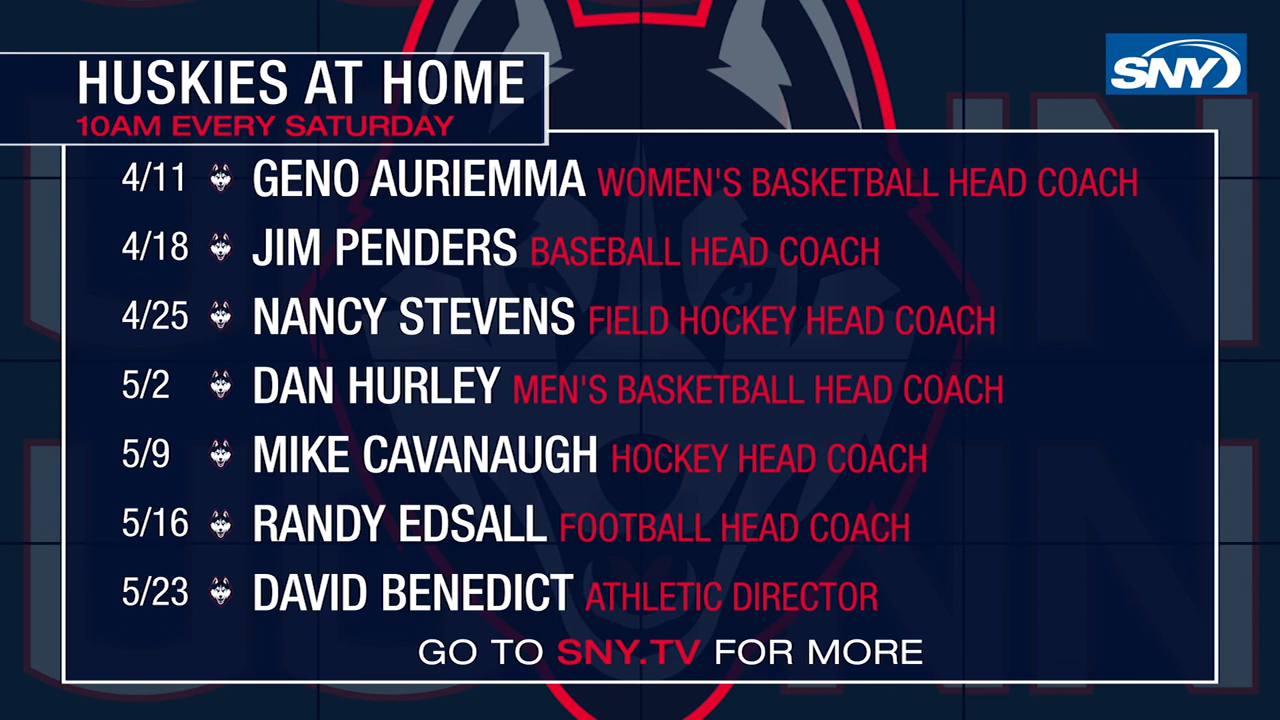 HUSKIES AT HOME
10AM EVERY SATURDAY
SNY
4/11 GENO AURIEMMA WOMEN'S BASKETBALL HEAD COACH
4/18 JIM PENDERS BASEBALL HEAD COACH
4/25 NANCY STEVENS FIELD HOCKEY HEAD COACH
5/2 DAN HURLEY MEN'S BASKETBALL HEAD COACH
5/9 MIKE CAVANAUGH HOCKEY HEAD COACH
5/16 RANDY EDSALL FOOTBALL HEAD COACH
5/23 DAVID BENEDICT ATHLETIC DIRECTOR
GO TO SNY.TV FOR MORE